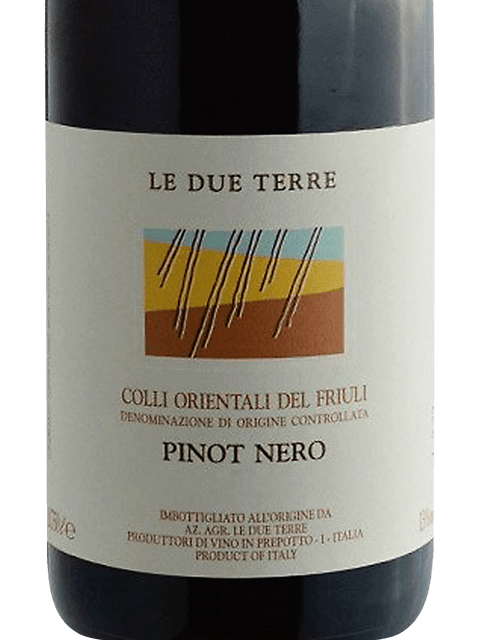 LE DUE TERRE
COLLI ORIENTALI DEL FRIULI
DENOMINAZIONE DI ORIGINE CONTROLLATA
PINOT NERO
IMBOTTIGLIATO ALL'ORIGINE DA
AZ. AGR. LE DUE TERRE
PRODUTTORI DI VINO IN PREPOTTO - I - ITALIA
PRODUCT OF ITALY